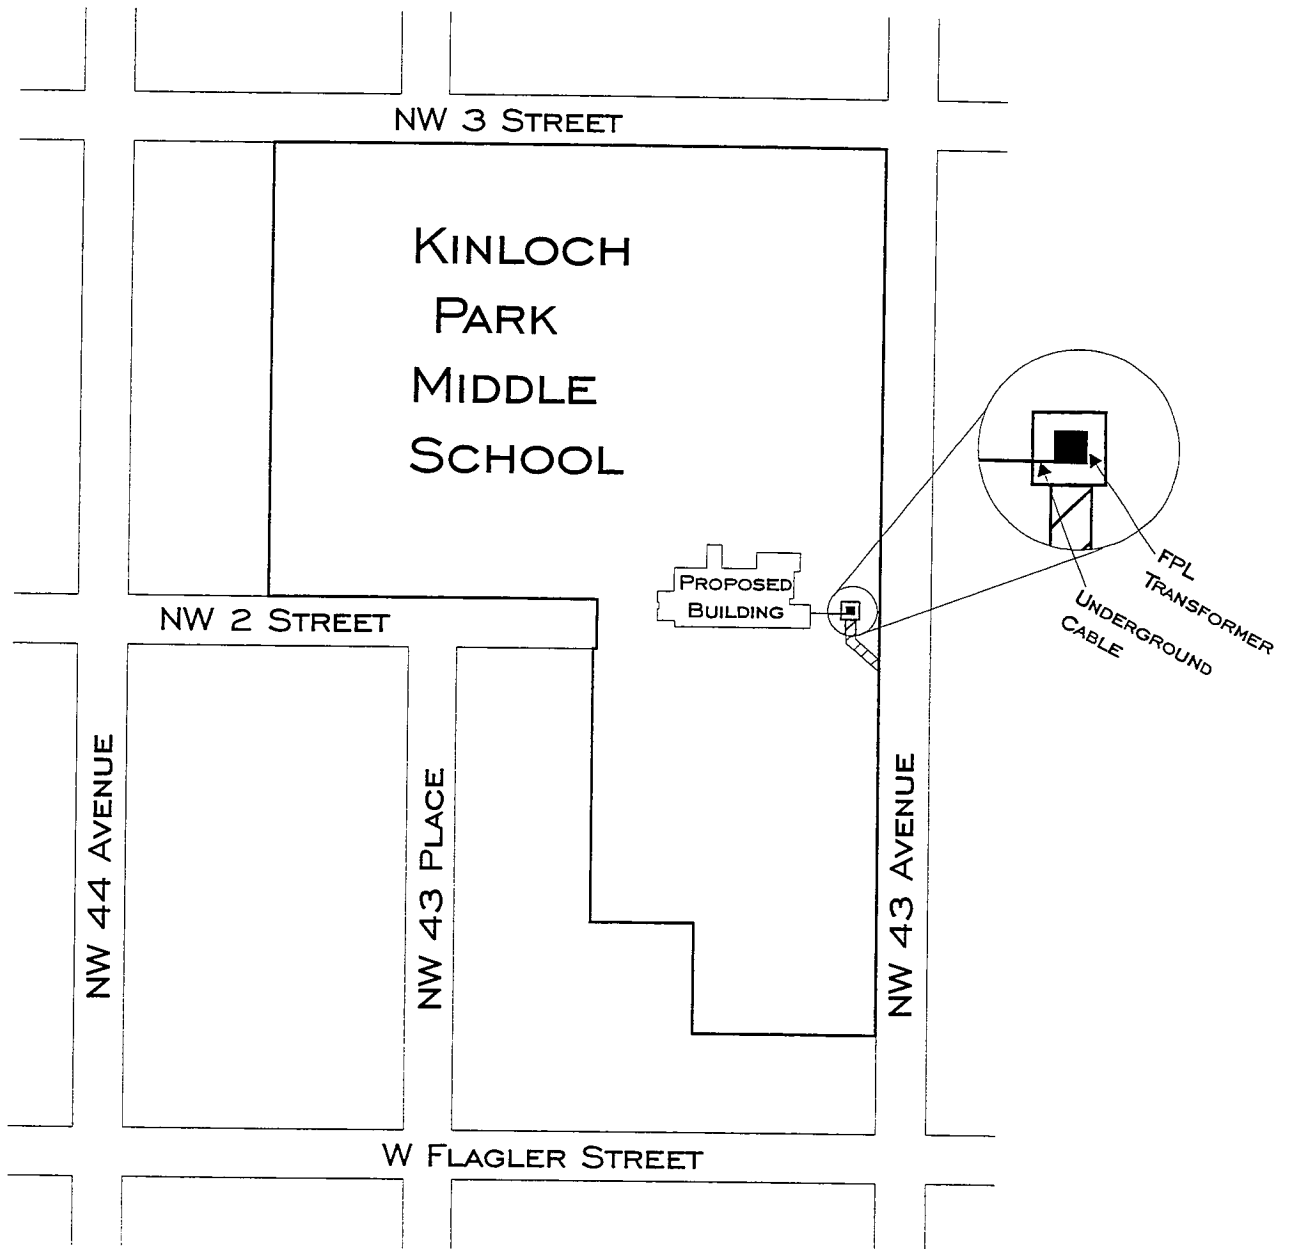 NW 3 STREET
KINLOCH
PARK
MIDDLE
SCHOOL
PROPOSED
BUILDING
FPL
TRANSFORMER
UNDERGROUND
CABLE
NW 2 STREET
NW 44 AVENUE
NW 43 PLACE
NW 43 AVENUE
W FLAGLER STREET